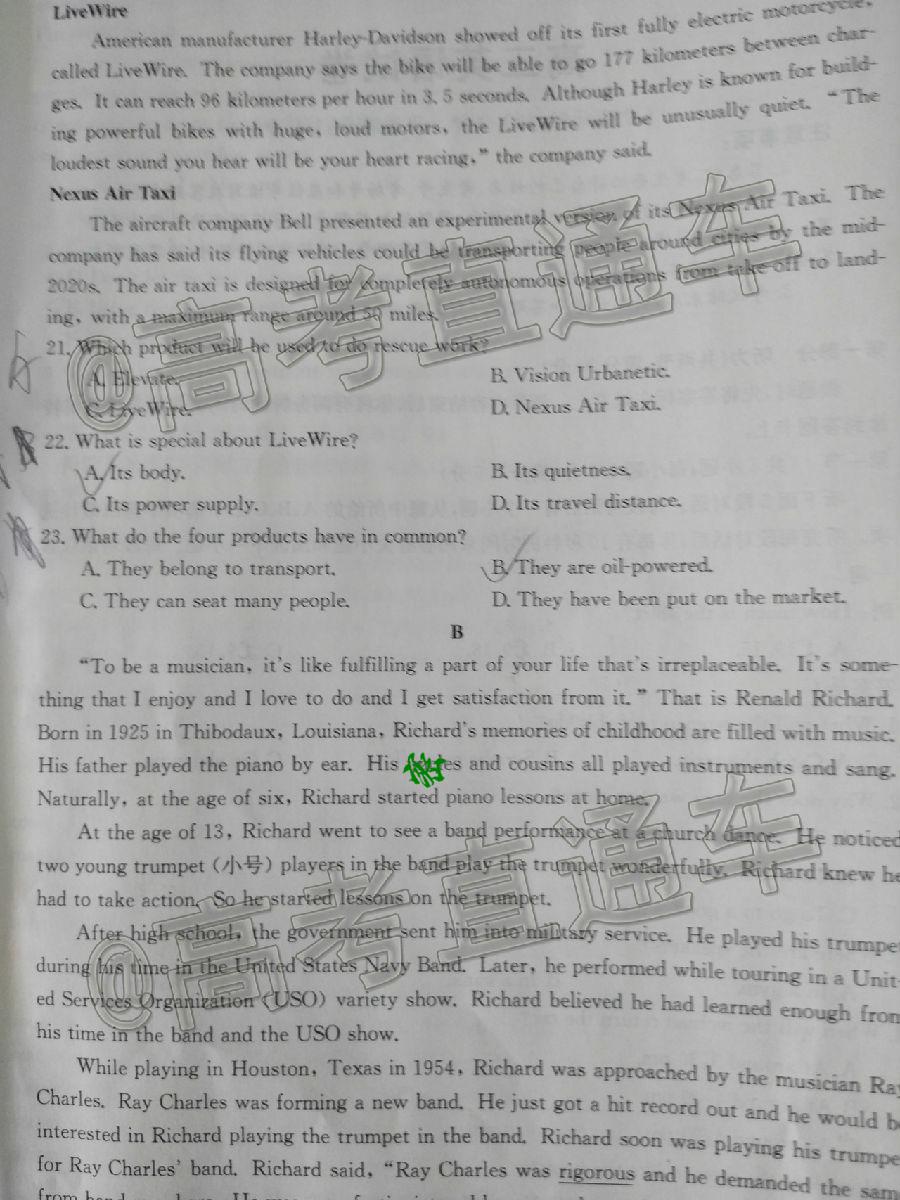 LiveWire
American manufacturer Harley-Davidson showed off its first fully electric motorcycle,
called LiveWire. The company says the bike will be able to go 177 kilometers between char-
ges. It can reach 96 kilometers per hour in 3.5 seconds. Although Harley is known for build-
ing powerful bikes with huge, loud motors, the LiveWire will be unusually quiet. "The
loudest sound you hear will be your heart racing," the company said.
Nexus Air Taxi
The aircraft company Bell presented an experimental version of its Nexus Air Taxi. The
company has said its flying vehicles could be transporting people around cities by the mid-
2020s. The air taxi is designed for completely autonomous operations from take-off to land-
ing, with a maximum range around 50 miles.
@高考直通车
21. Which product will be used to do rescue work?
A. Elevate.
B. Vision Urbanetic.
C. LiveWire.
D. Nexus Air Taxi.
22. What is special about LiveWire?
A. Its body.
B. Its quietness.
C. Its power supply.
D. Its travel distance.
23. What do the four products have in common?
A. They belong to transport.
B. They are oil-powered.
C. They can seat many people.
D. They have been put on the market.
B
"To be a musician, it's like fulfilling a part of your life that's irreplaceable. It's some-
thing that I enjoy and I love to do and I get satisfaction from it." That is Renald Richard.
Born in 1925 in Thibodaux, Louisiana, Richard's memories of childhood are filled with music.
His father played the piano by ear. His and cousins all played instruments and sang.
Naturally, at the age of six, Richard started piano lessons at home.
At the age of 13, Richard went to see a band performance at a church dance. He noticed
two young trumpet (小号) players in the band play the trumpet wonderfully. Richard knew he
had to take action. So he started lessons on the trumpet.
@高考直通车
After high school, the government sent him into military service. He played his trumpet
during his time in the United States Navy Band. Later, he performed while touring in a Unit-
ed Services Organization (USO) variety show. Richard believed he had learned enough from
his time in the band and the USO show.
While playing in Houston, Texas in 1954, Richard was approached by the musician Ray
Charles. Ray Charles was forming a new band. He just got a hit record out and he would be
interested in Richard playing the trumpet in the band. Richard soon was playing his trumpet
for Ray Charles' band. Richard said, "Ray Charles was rigorous and he demanded the same